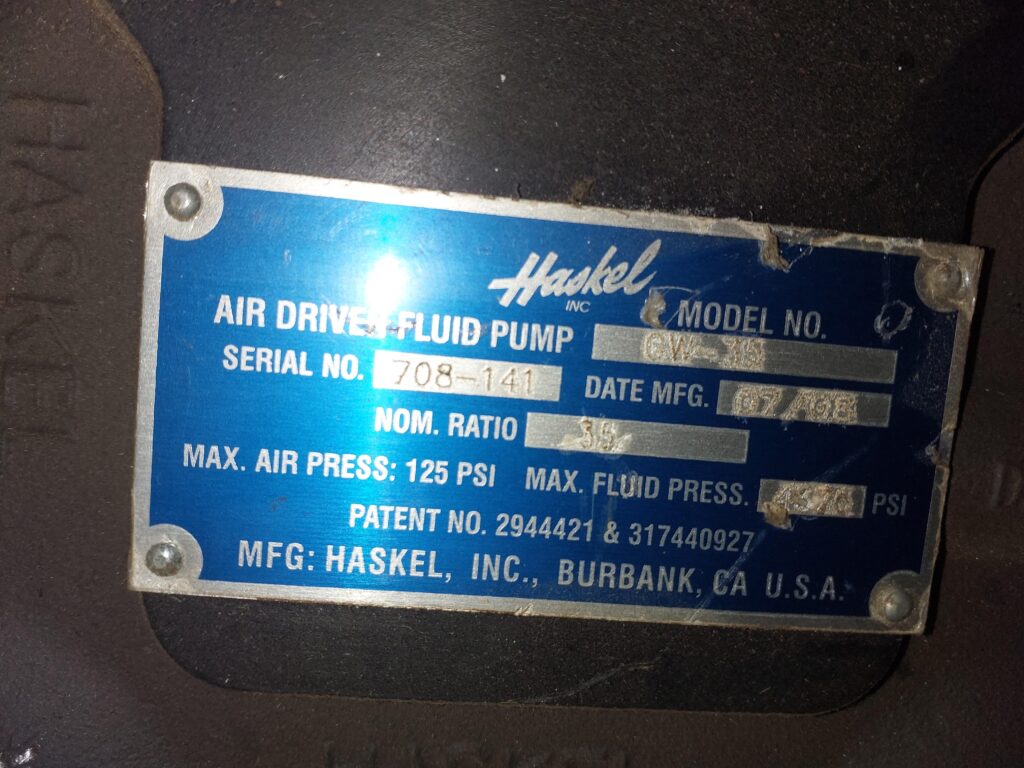 HASKEL
Haskel
INC
AIR DRIVEN FLUID PUMP MODEL NO.
SERIAL NO. 708-141 DATE MFG.
NOM. RATIO 35
MAX. AIR PRESS: 125 PSI MAX. FLUID PRESS. PSI
PATENT NO. 2944421 & 317440927
MFG: HASKEL, INC., BURBANK, CA U.S.A.